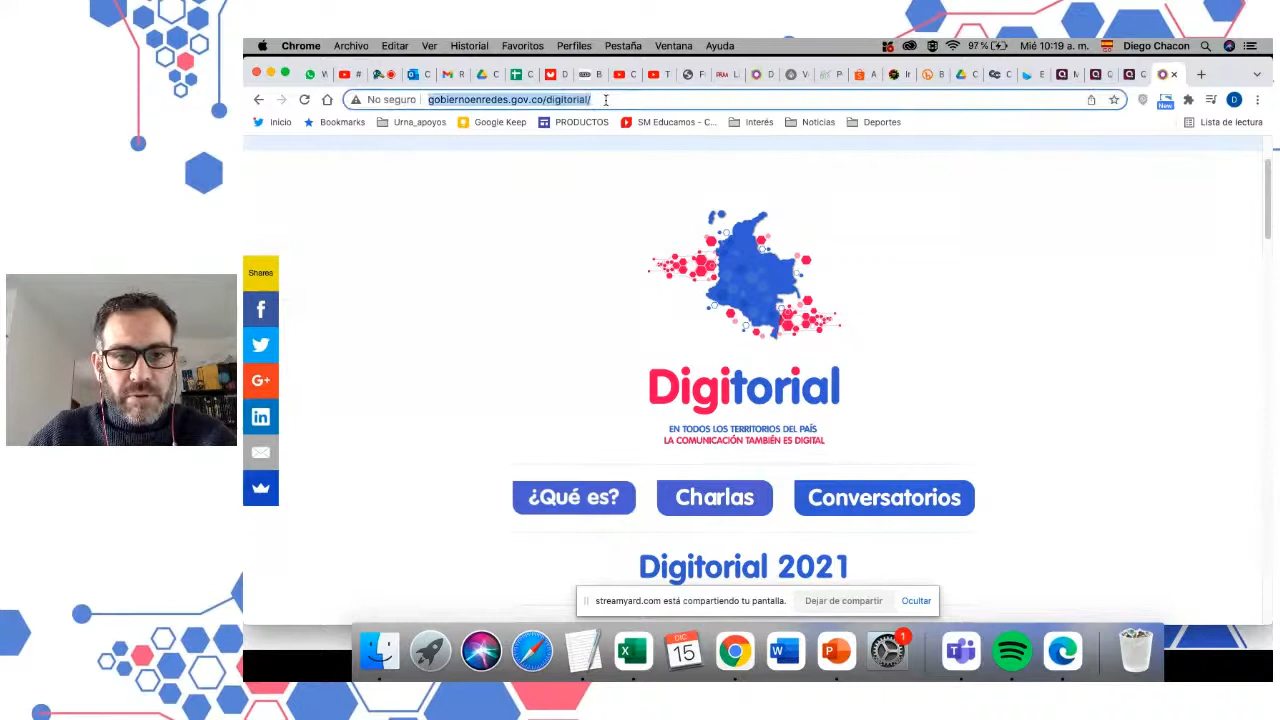 Chrome Archivo Editar Ver Historial Favoritos Perfiles Pestaña Ventana Ayuda 97 % Mié 10:19 a. m. Diego Chacon
No seguro gobiernoenredes.gov.co/digitorial/ New D
Inicio Bookmarks Urna_apoyos Google Keep PRODUCTOS SM Educamos - C... Interés Noticias Deportes Lista de lectura
Shares
Digitorial
EN TODOS LOS TERRITORIOS DEL PAÍS
LA COMUNICACIÓN TAMBIÉN ES DIGITAL
¿Qué es? Charlas Conversatorios
Digitorial 2021
streamyard.com está compartiendo tu pantalla. Dejar de compartir Ocultar
DIC
15
1